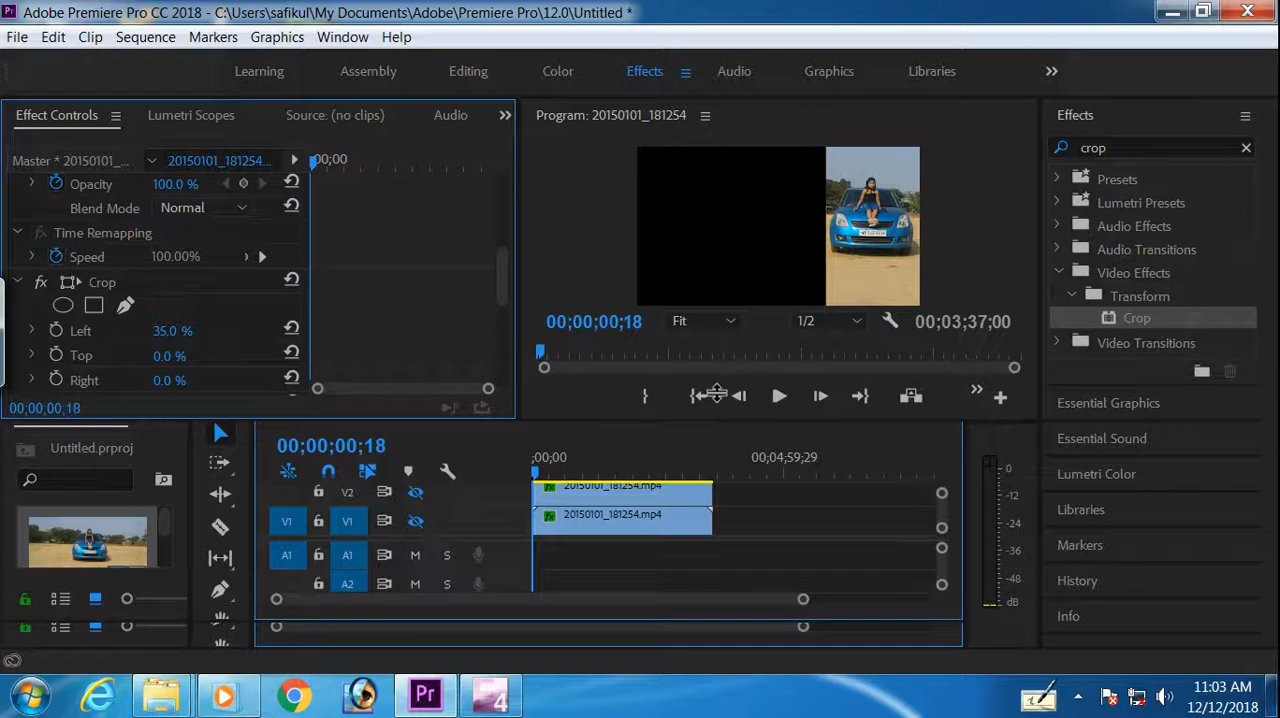 Adobe Premiere Pro CC 2018 - C:\Users\safikul\My Documents\Adobe\Premiere Pro\12.0\Untitled *
File Edit Clip Sequence Markers Graphics Window Help
Learning Assembly Editing Color Effects Audio Graphics Libraries
Effect Controls Lumetri Scopes Source: (no clips) Audio
Master * 20150101_... 20150101_181254... 00;00
Opacity 100.0 %
Blend Mode Normal
Time Remapping
Speed 100.00%
fx Crop
Left 35.0 %
Top 0.0 %
Right 0.0 %
00;00;00;18
Program: 20150101_181254
00;00;00;18 Fit 1/2 00;03;37;00
Effects
crop
Presets
Lumetri Presets
Audio Effects
Audio Transitions
Video Effects
Transform
Crop
Video Transitions
Essential Graphics
Essential Sound
Lumetri Color
Libraries
Markers
History
Info
Untitled.prproj
00;00;00;18
;00;00 00;04;59;29
V2 fx 20150101_181254.mp4
V1 V1 fx 20150101_181254.mp4
A1 A1 M S
A2 M S
0
-12
-24
-36
-48
dB
Pr
4
11:03 AM
12/12/2018